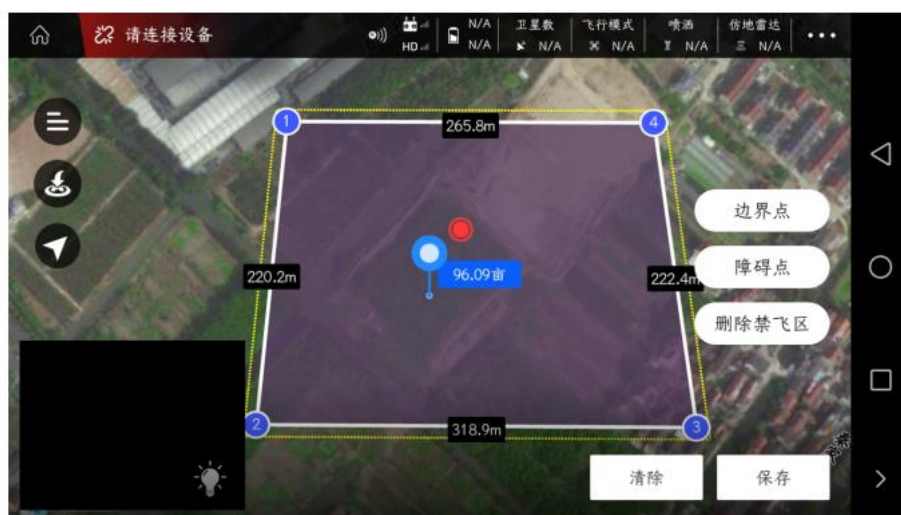 请连接设备
HD
N/A
N/A
卫星数
N/A
飞行模式
N/A
喷洒
N/A
仿地雷达
N/A
1
265.8m
4
边界点
220.2m
96.09亩
222.4m
障碍点
删除禁飞区
2
318.9m
3
清除
保存